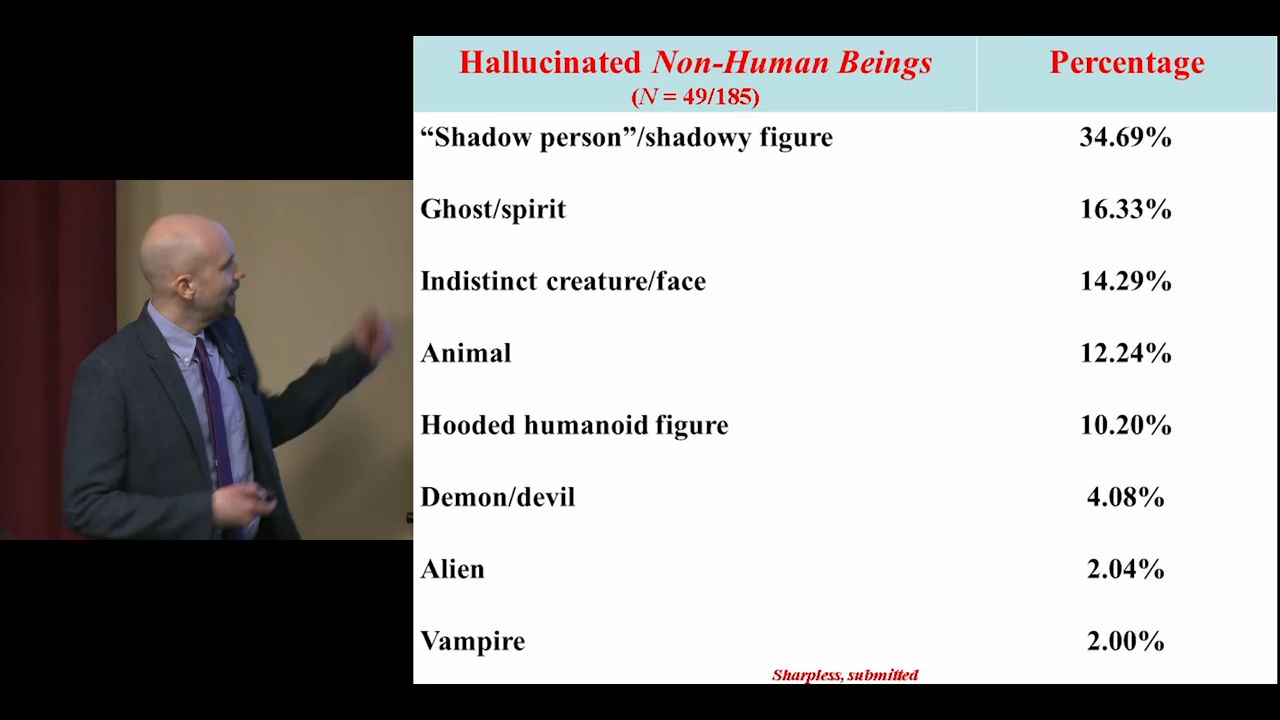 Hallucinated Non-Human Beings Percentage
(N = 49/185)
“Shadow person”/shadowy figure 34.69%
Ghost/spirit 16.33%
Indistinct creature/face 14.29%
Animal 12.24%
Hooded humanoid figure 10.20%
Demon/devil 4.08%
Alien 2.04%
Vampire 2.00%
Sharpless, submitted